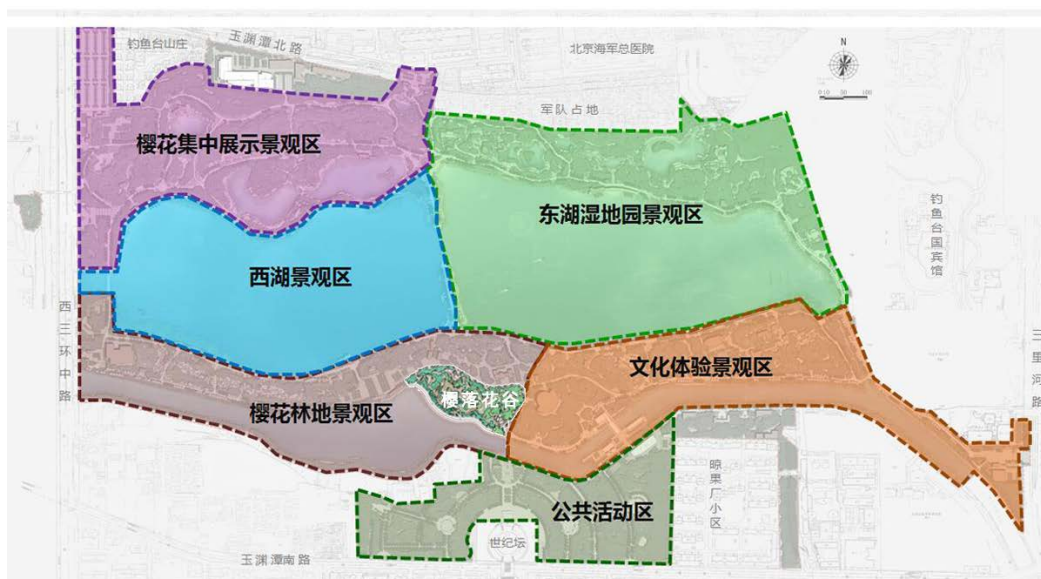 钓鱼台山庄
玉渊潭北路
北京海军总医院
N
军队占地
樱花集中展示景观区
东湖湿地园景观区
钓鱼台国宾馆
西湖景观区
西三环中路
三里河路
文化体验景观区
樱落花谷
樱花林地景观区
晾果厂小区
公共活动区
世纪坛
玉渊潭南路